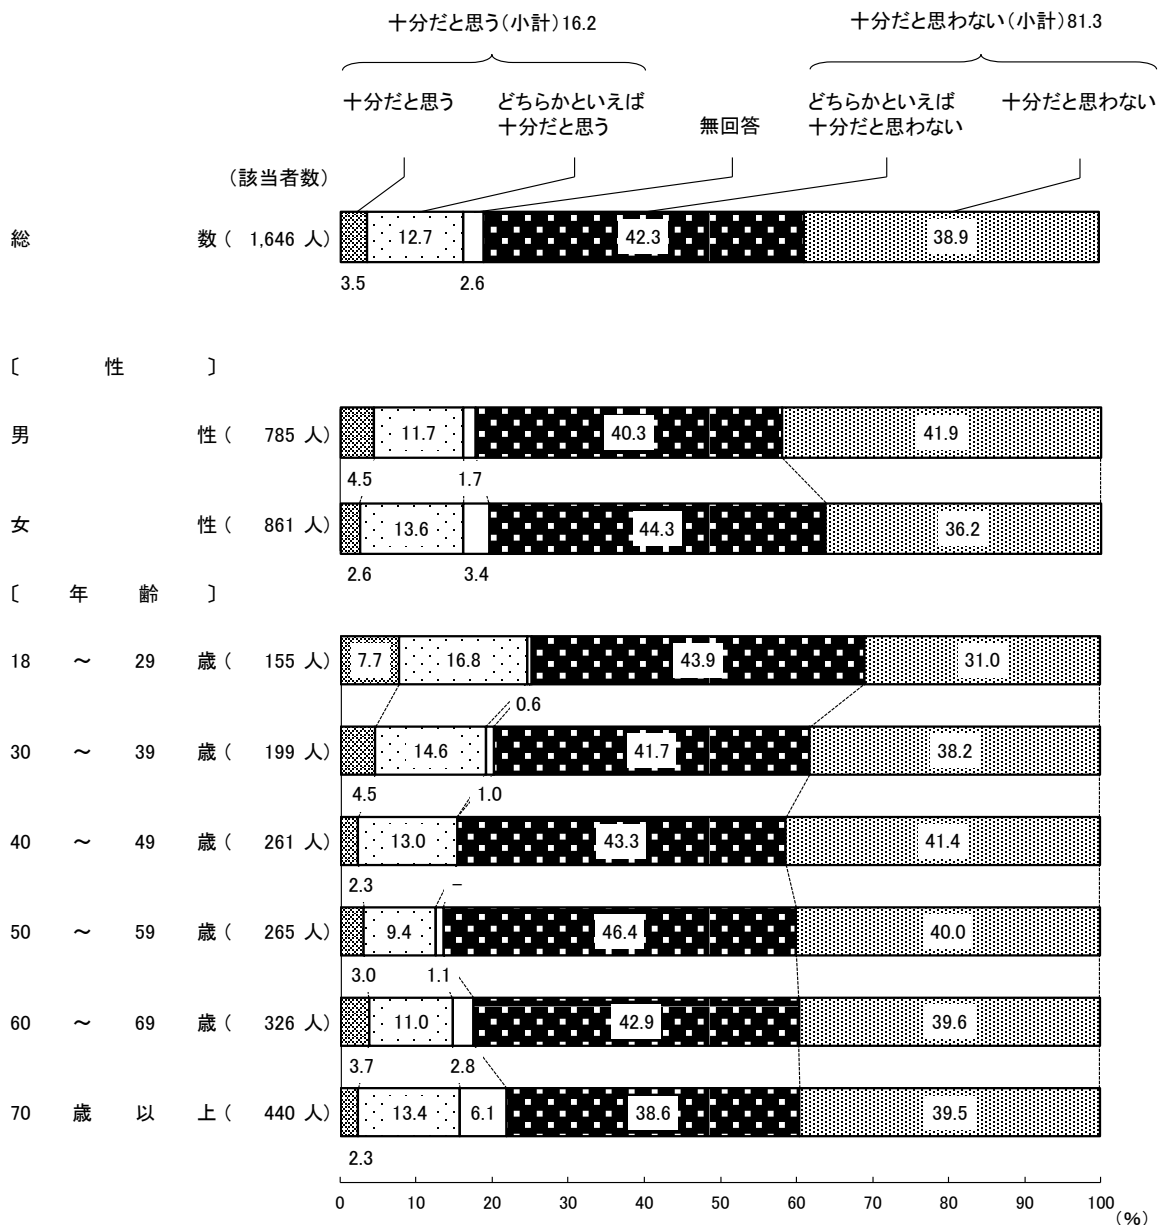 十分だと思う(小計)16.2 十分だと思わない(小計)81.3
十分だと思う どちらかといえば十分だと思う 無回答 どちらかといえば十分だと思わない 十分だと思わない
(該当者数)
総数( 1,646 人) 12.7 42.3 38.9
3.5 2.6
〔 性 〕
男性( 785 人) 11.7 40.3 41.9
4.5 1.7
女性( 861 人) 13.6 44.3 36.2
2.6 3.4
〔 年齢 〕
18 ～ 29 歳( 155 人) 7.7 16.8 43.9 31.0
0.6
30 ～ 39 歳( 199 人) 14.6 41.7 38.2
4.5 1.0
40 ～ 49 歳( 261 人) 13.0 43.3 41.4
2.3 －
50 ～ 59 歳( 265 人) 9.4 46.4 40.0
3.0 1.1
60 ～ 69 歳( 326 人) 11.0 42.9 39.6
3.7 2.8
70 歳以上( 440 人) 13.4 6.1 38.6 39.5
2.3
0 10 20 30 40 50 60 70 80 90 100
(%)